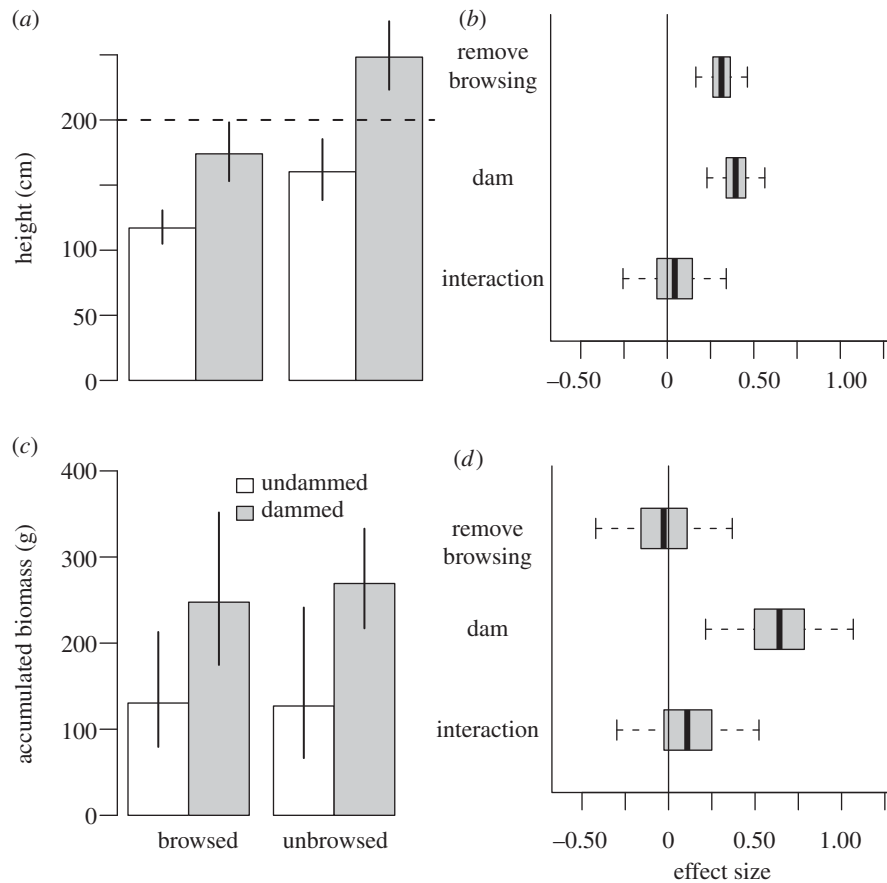 (a)
height (cm)
200
100
50
0
(b)
remove
browsing
dam
interaction
–0.50 0 0.50 1.00
(c)
accumulated biomass (g)
400
300
200
100
0
undammed
dammed
browsed unbrowsed
(d)
remove
browsing
dam
interaction
–0.50 0 0.50 1.00
effect size